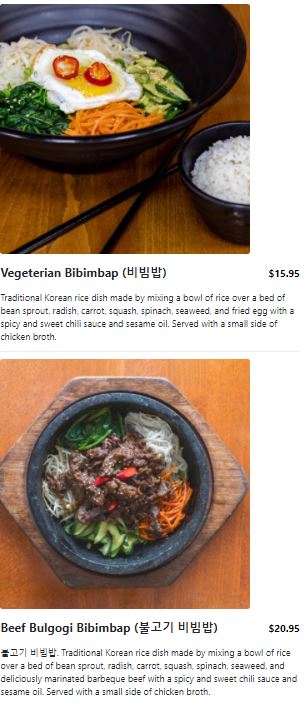 Vegeterian Bibimbap (비빔밥) $15.95
Traditional Korean rice dish made by mixing a bowl of rice over a bed of
bean sprout, radish, carrot, squash, spinach, seaweed, and fried egg with a
spicy and sweet chili sauce and sesame oil. Served with a small side of
chicken broth.
Beef Bulgogi Bibimbap (불고기 비빔밥) $20.95
불고기 비빔밥. Traditional Korean rice dish made by mixing a bowl of rice
over a bed of bean sprout, radish, carrot, squash, spinach, seaweed, and
deliciously marinated barbeque beef with a spicy and sweet chili sauce and
sesame oil. Served with a small side of chicken broth.